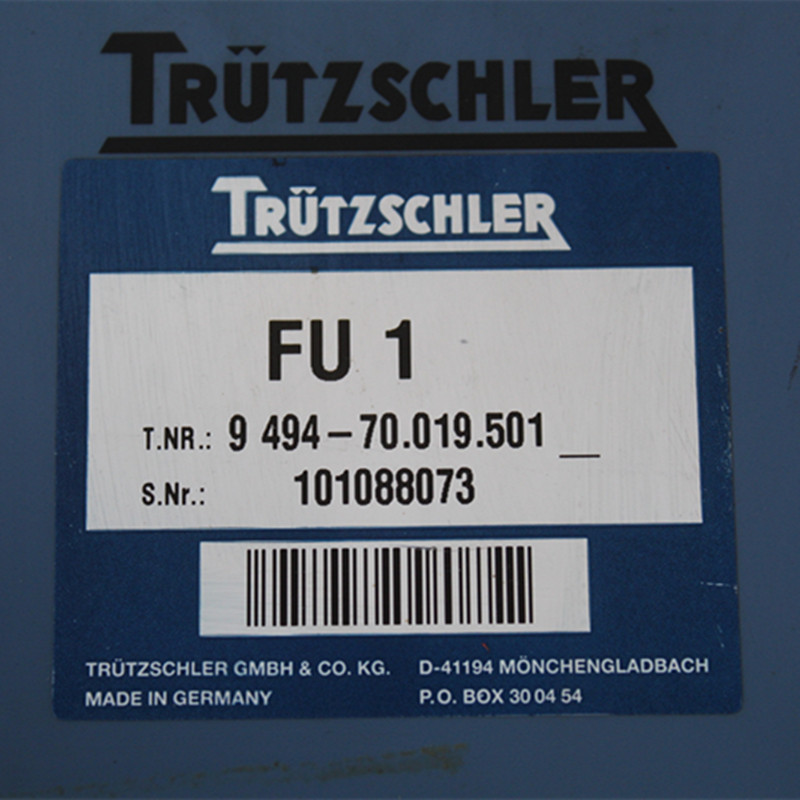 TRÜTZSCHLER
TRÜTZSCHLER
FU 1
T.NR.: 9 494–70.019.501 __
S.Nr.: 101088073
TRÜTZSCHLER GMBH & CO. KG. D-41194 MÖNCHENGLADBACH
MADE IN GERMANY P.O. BOX 30 04 54